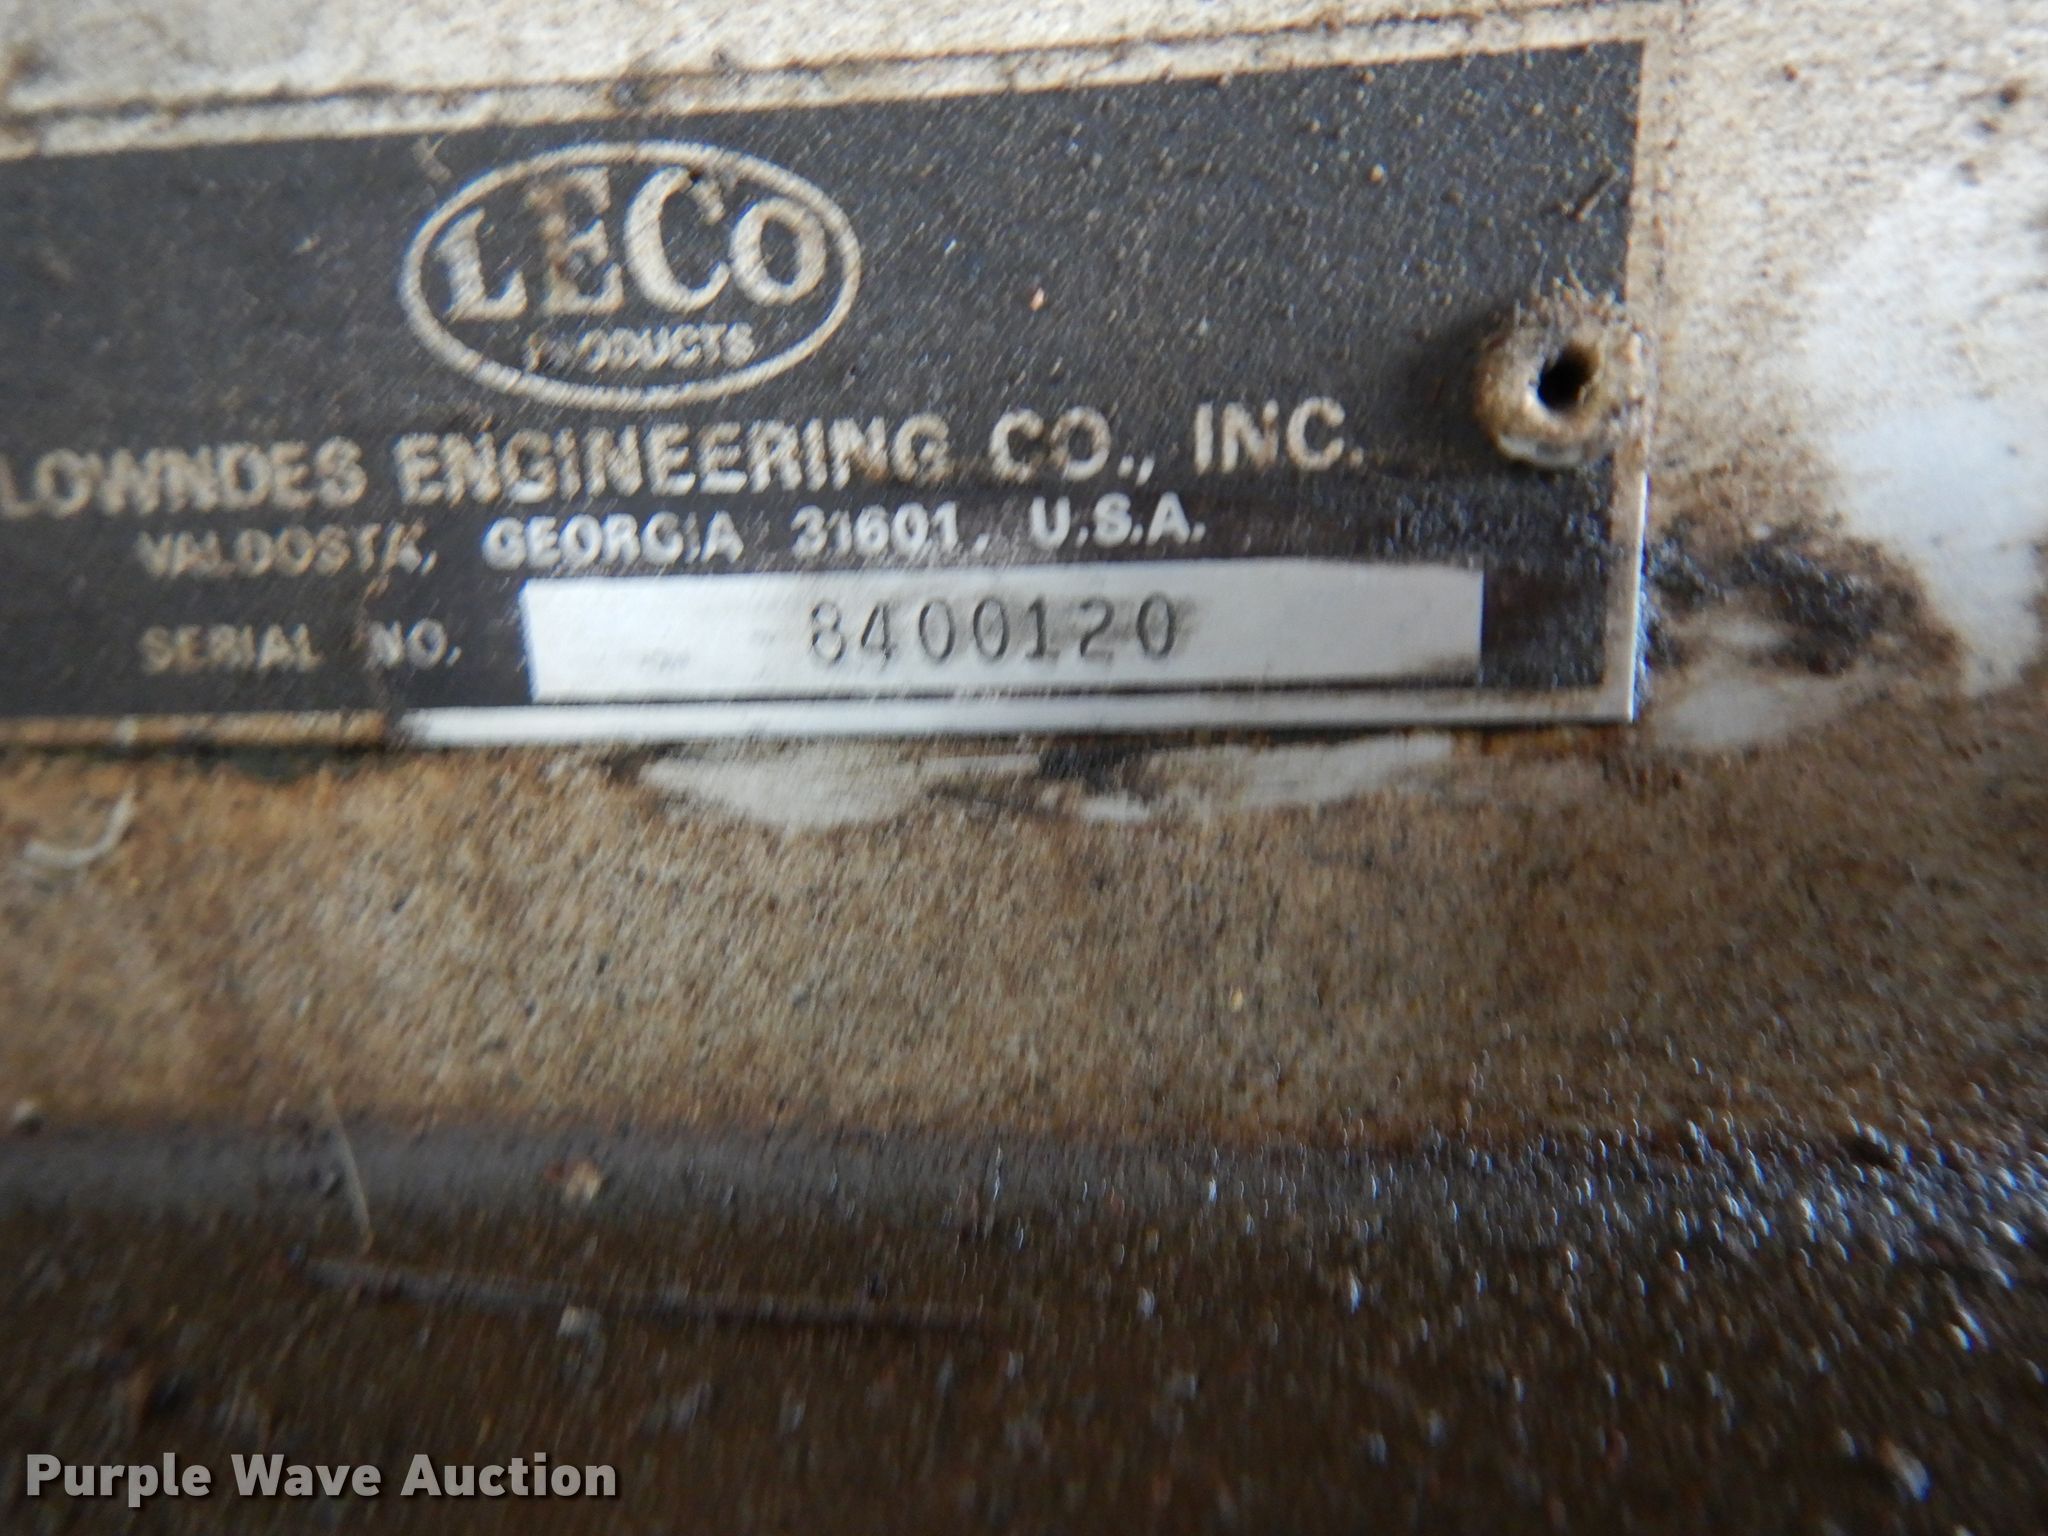 LECO
PRODUCTS
LOWNDES ENGINEERING CO., INC.
VALDOSTA, GEORGIA 31601, U.S.A.
SERIAL NO. 8400120
Purple Wave Auction